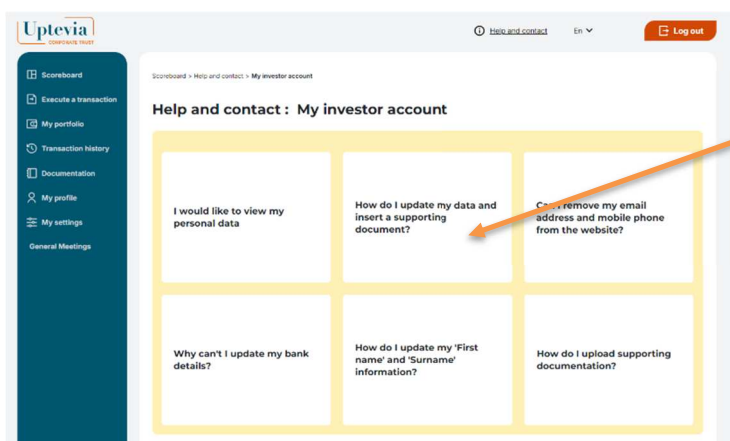 Uptevia
CORPORATE TRUST
Help and contact
En
Log out
Scoreboard
Execute a transaction
My portfolio
Transaction history
Documentation
My profile
My settings
General Meetings
Scoreboard > Help and contact > My investor account
Help and contact : My investor account
I would like to view my
personal data
How do I update my data and
insert a supporting
document?
Can I remove my email
address and mobile phone
from the website?
Why can't I update my bank
details?
How do I update my 'First
name' and 'Surname'
information?
How do I upload supporting
documentation?